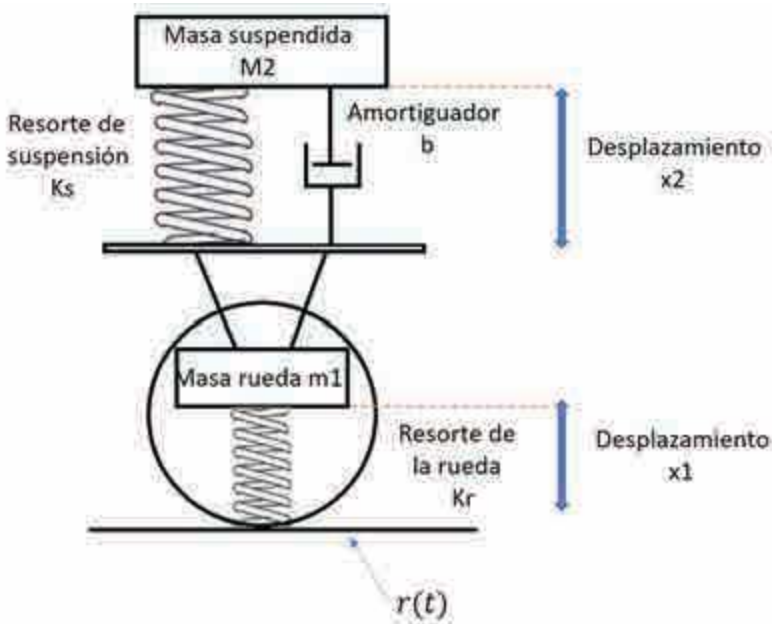 Masa suspendida
M2
Resorte de
suspensión
Ks
Amortiguador
b
Desplazamiento
x2
Masa rueda m1
Resorte de
la rueda
Kr
Desplazamiento
x1
r(t)